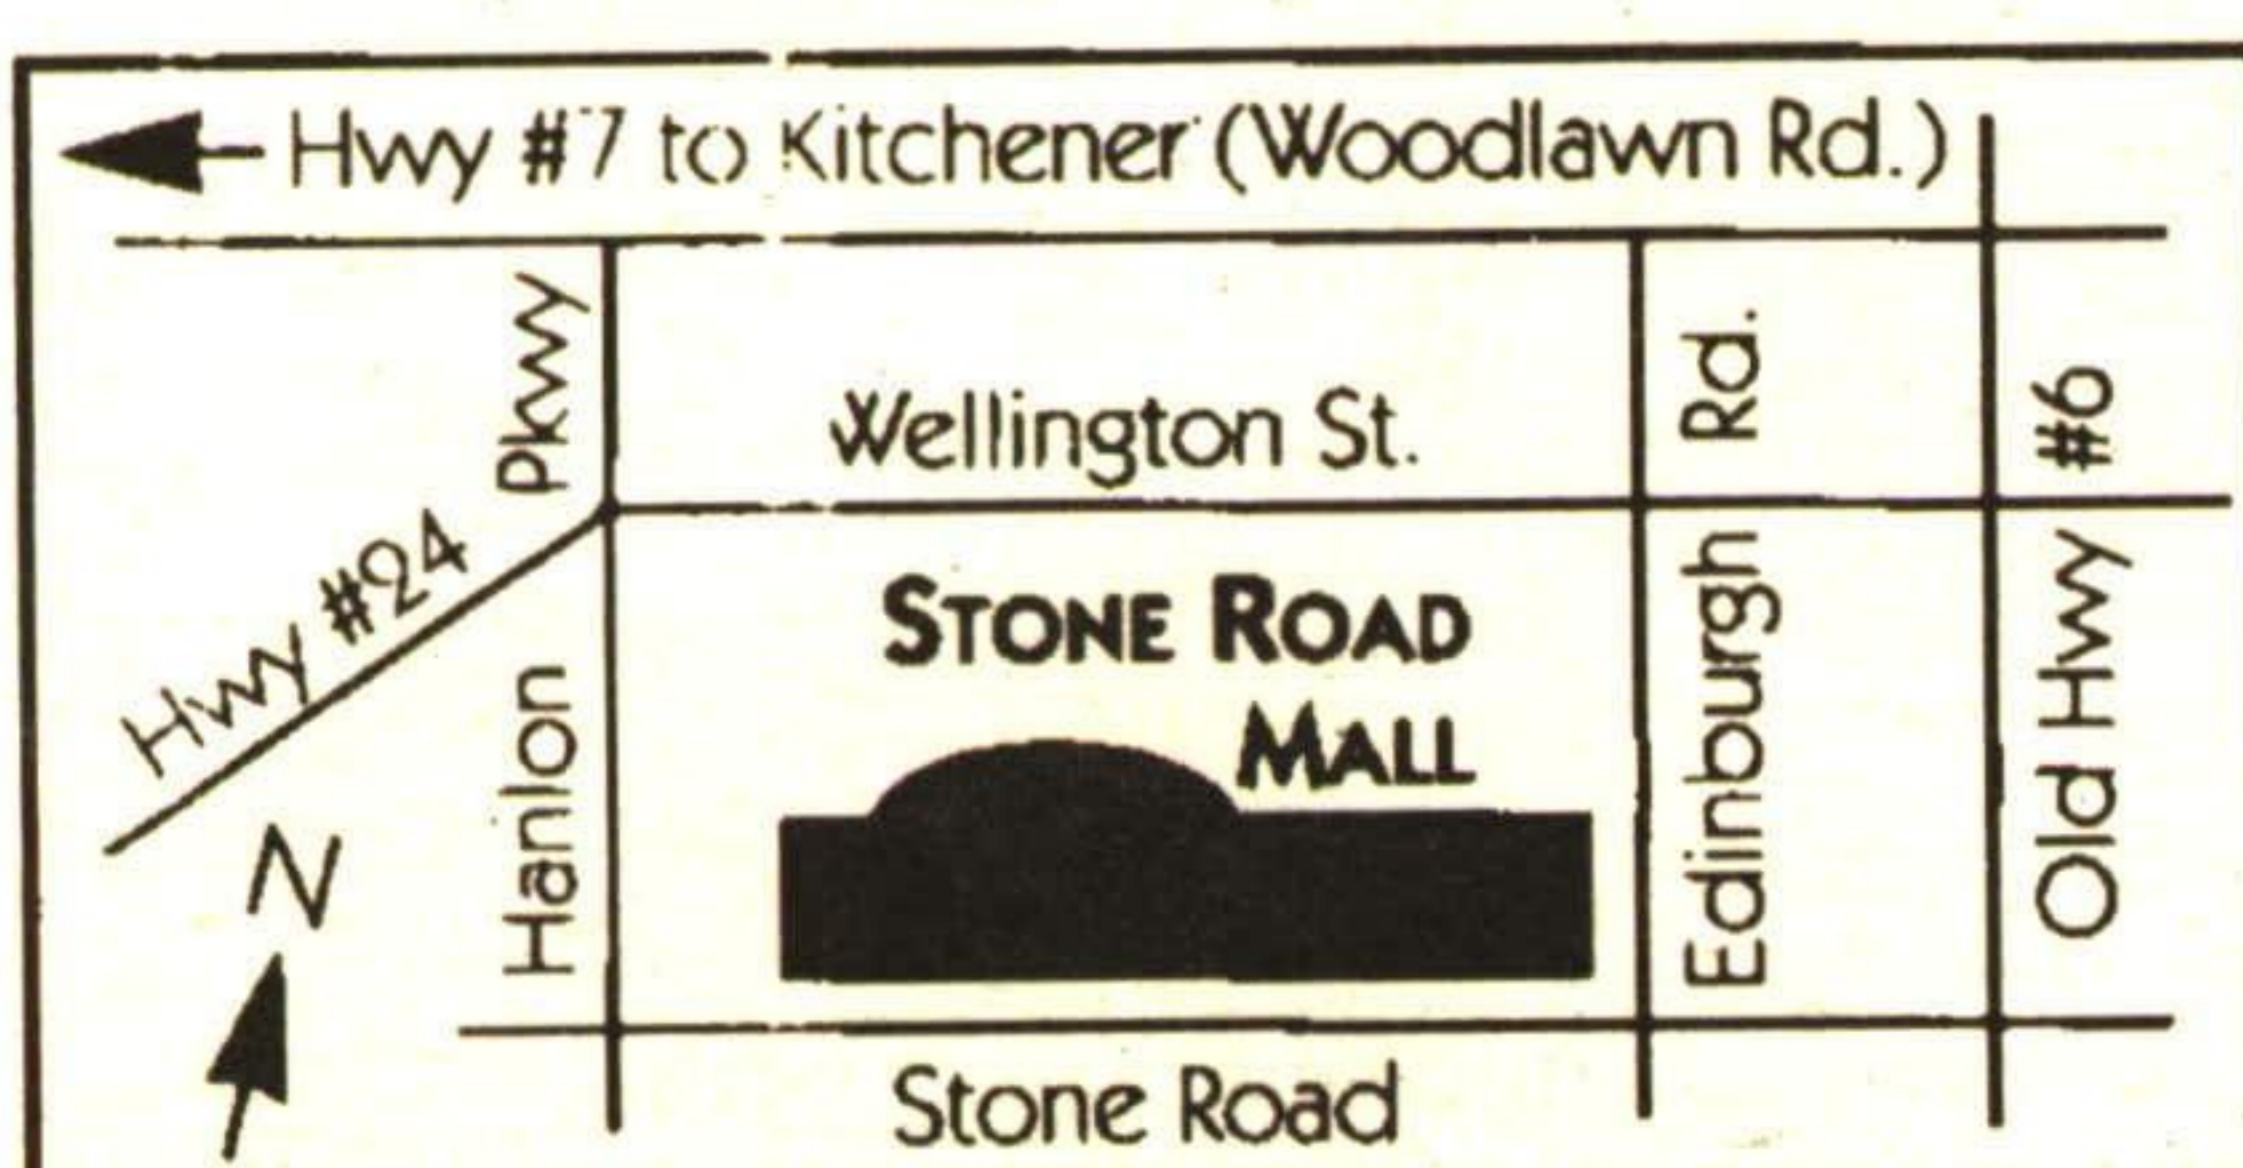 Hwy #7 to Kitchener (Woodlawn Rd.)
Hanlon Pkwy
Wellington St.
Edinburgh Rd.
Old Hwy #6
Hwy #24
STONE ROAD
MALL
N
Stone Road